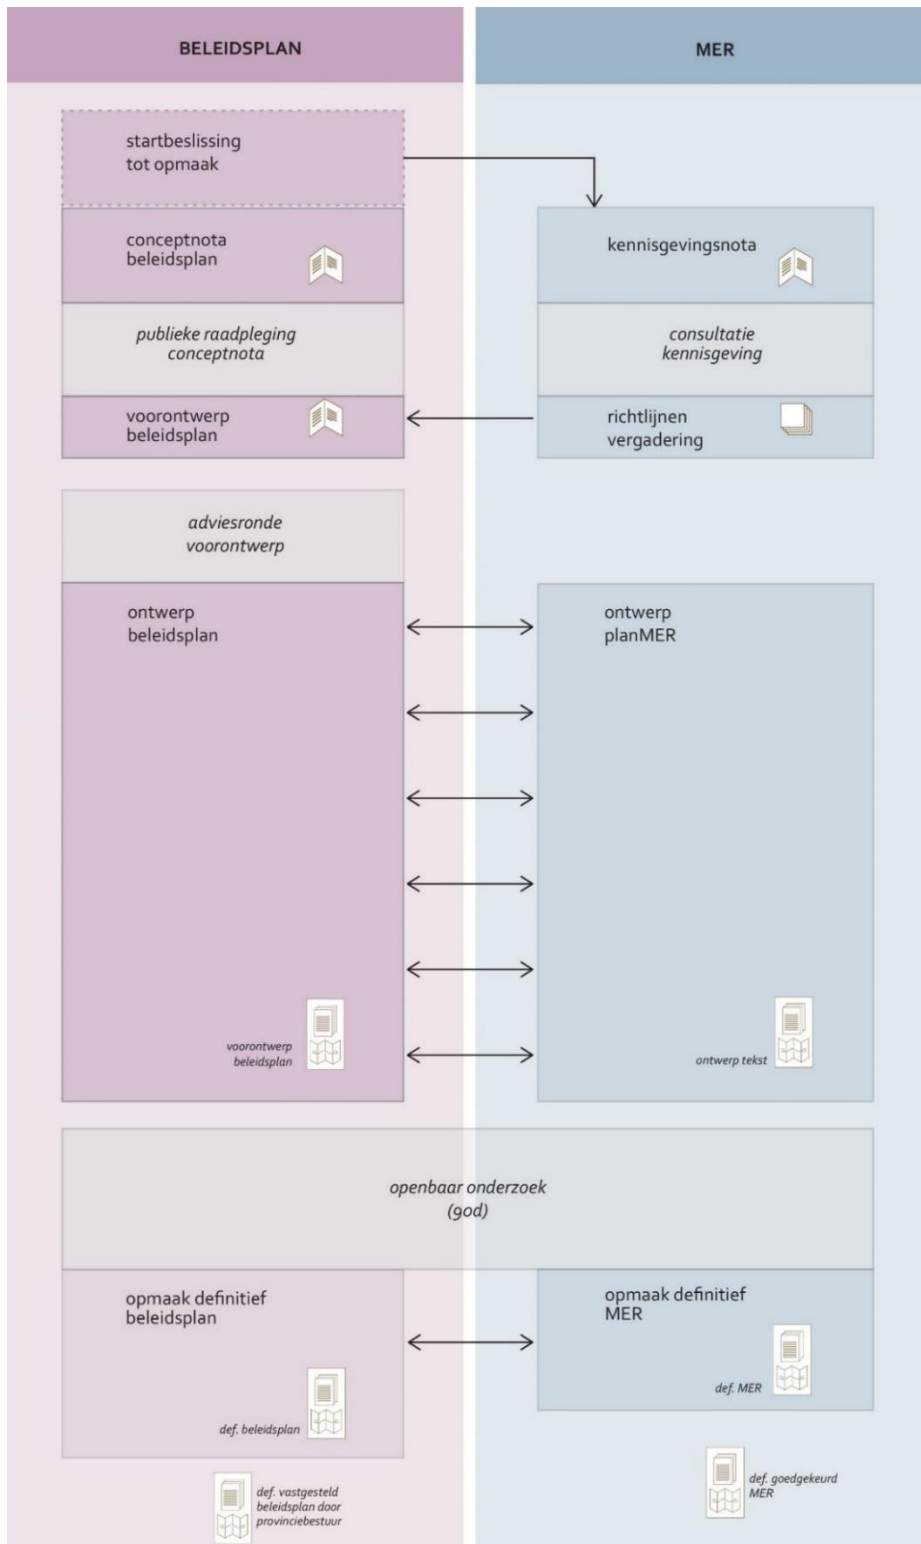 BELEIDSPLAN
MER
startbeslissing
tot opmaak
conceptnota
beleidsplan
kennisgevingsnota
publieke raadpleging
conceptnota
consultatie
kennisgeving
voorontwerp
beleidsplan
richtlijnen
vergadering
adviesronde
voorontwerp
ontwerp
beleidsplan
ontwerp
planMER
voorontwerp
beleidsplan
ontwerp tekst
openbaar onderzoek
(90d)
opmaak definitief
beleidsplan
opmaak definitief
MER
def. beleidsplan
def. MER
def. vastgesteld
beleidsplan door
provinciebestuur
def. goedgekeurd
MER